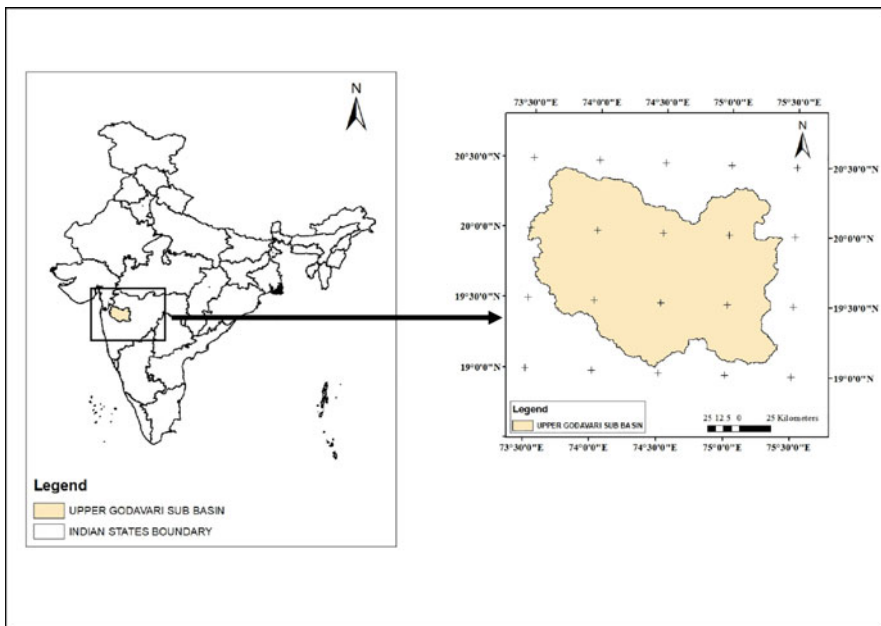 N
Legend
UPPER GODAVARI SUB BASIN
INDIAN STATES BOUNDARY
73°30'0"E 74°0'0"E 74°30'0"E 75°0'0"E 75°30'0"E
N
20°30'0"N 20°30'0"N
20°0'0"N 20°0'0"N
19°30'0"N 19°30'0"N
19°0'0"N 19°0'0"N
Legend
UPPER GODAVARI SUB BASIN
25 12.5 0 25 Kilometers
73°30'0"E 74°0'0"E 74°30'0"E 75°0'0"E 75°30'0"E